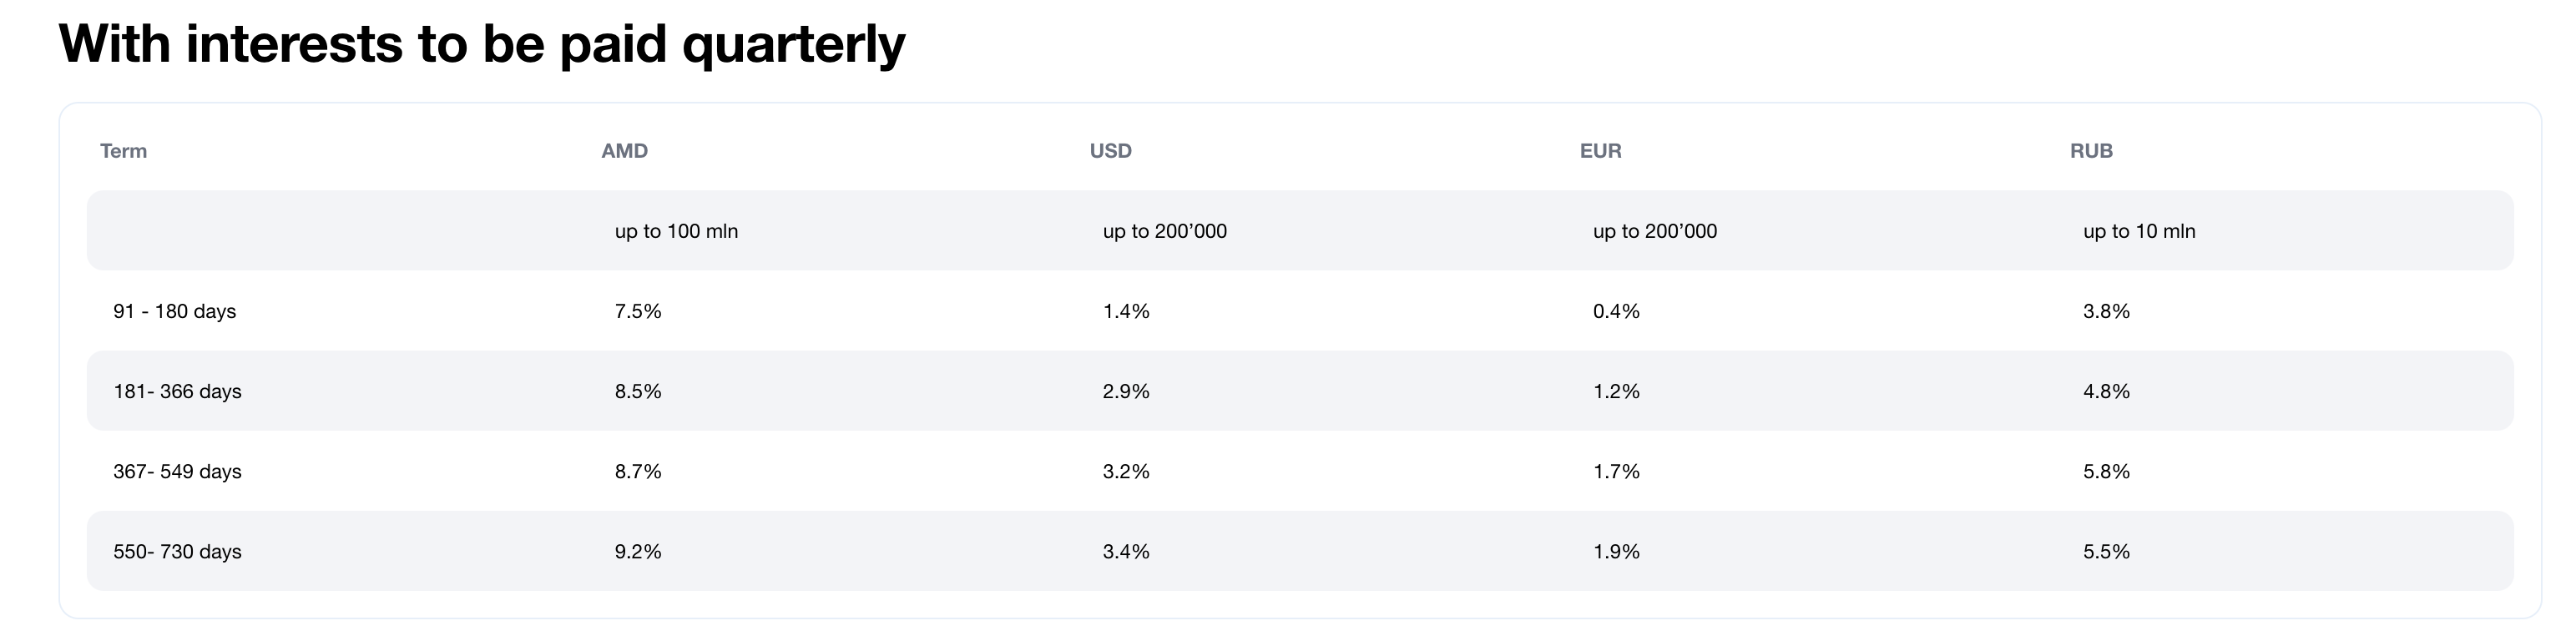 With interests to be paid quarterly
Term AMD USD EUR RUB
up to 100 mln up to 200’000 up to 200’000 up to 10 mln
91 - 180 days 7.5% 1.4% 0.4% 3.8%
181- 366 days 8.5% 2.9% 1.2% 4.8%
367- 549 days 8.7% 3.2% 1.7% 5.8%
550- 730 days 9.2% 3.4% 1.9% 5.5%